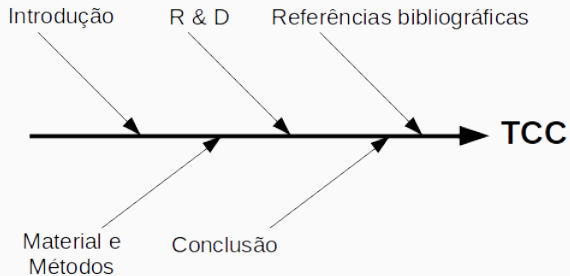 Introdução
R & D
Referências bibliográficas
TCC
Material e
Métodos
Conclusão